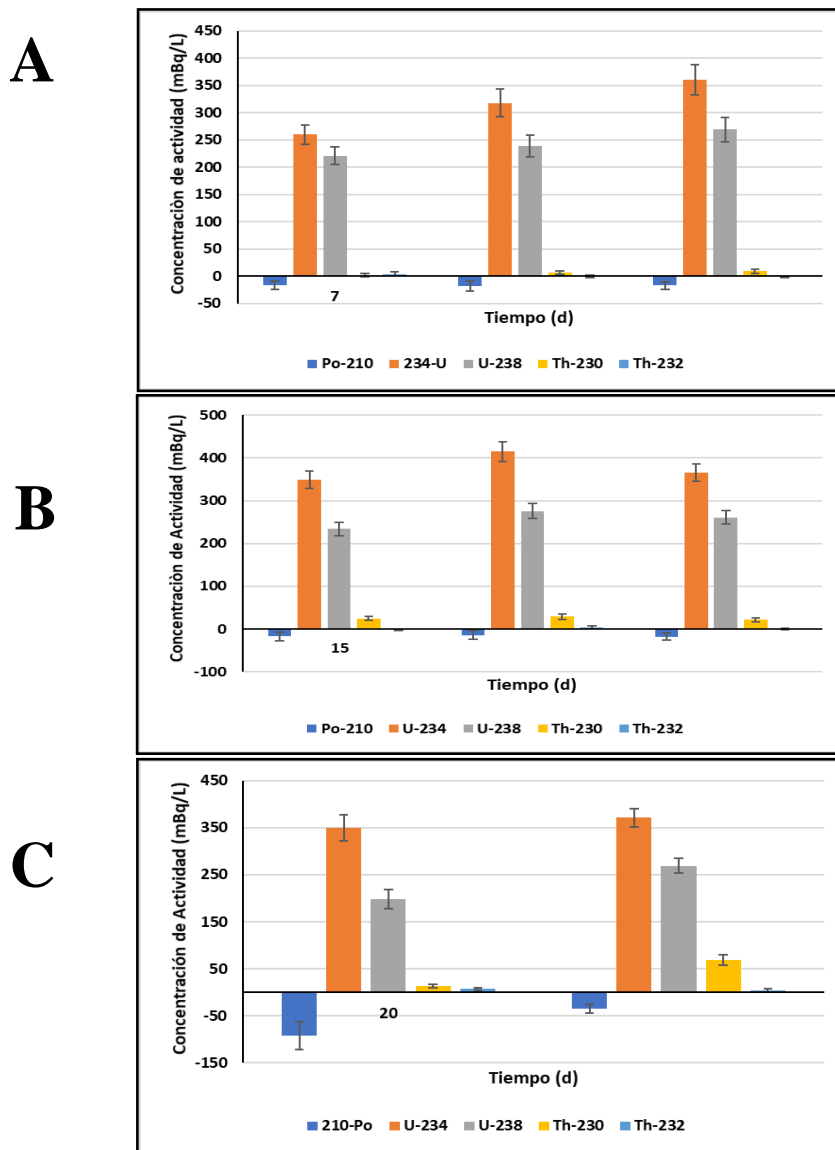 A
Concentraciòn de actividad (mBq/L)
450
400
350
300
250
200
150
100
50
0
-50
7
Tiempo (d)
Po-210 234-U U-238 Th-230 Th-232
B
Concentraciòn de Actividad (mBq/L)
500
400
300
200
100
0
-100
15
Tiempo (d)
Po-210 U-234 U-238 Th-230 Th-232
C
Concentraciòn de Actividad (mBq/L)
450
350
250
150
50
-50
-150
20
Tiempo (d)
210-Po U-234 U-238 Th-230 Th-232